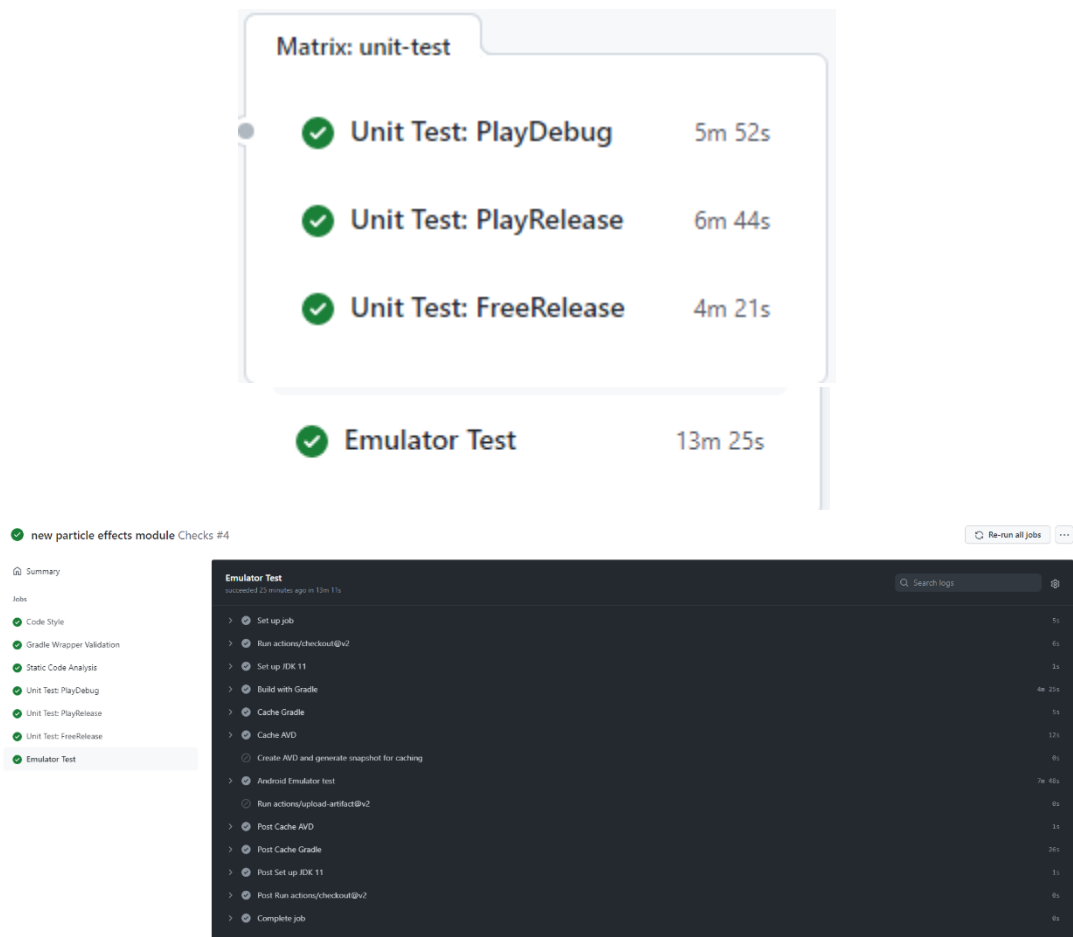 Matrix: unit-test
Unit Test: PlayDebug 5m 52s
Unit Test: PlayRelease 6m 44s
Unit Test: FreeRelease 4m 21s
Emulator Test 13m 25s
new particle effects module Checks #4
Re-run all jobs ...
Summary
Jobs
Code Style
Gradle Wrapper Validation
Static Code Analysis
Unit Test: PlayDebug
Unit Test: PlayRelease
Unit Test: FreeRelease
Emulator Test
Emulator Test
succeeded 25 minutes ago in 13m 11s
Search logs
Set up job 5s
Run actions/checkout@v2 6s
Set up JDK 11 1s
Build with Gradle 4m 25s
Cache Gradle 5s
Cache AVD 12s
Create AVD and generate snapshot for caching 0s
Android Emulator test 7m 48s
Run actions/upload-artifact@v2 0s
Post Cache AVD 1s
Post Cache Gradle 26s
Post Set up JDK 11 1s
Post Run actions/checkout@v2 0s
Complete job 0s